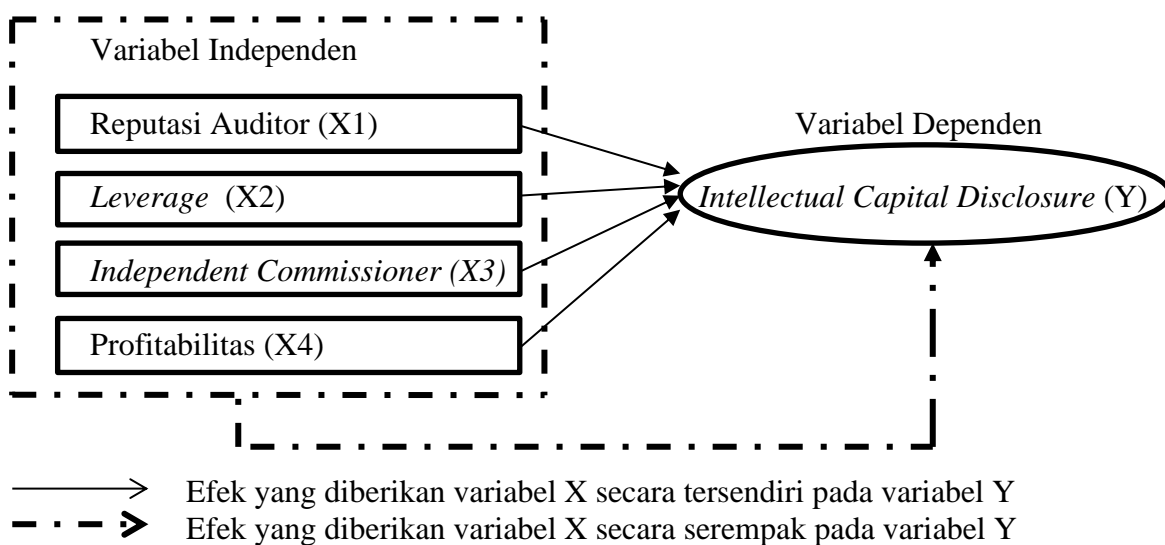 Variabel Independen
Reputasi Auditor (X1)
Variabel Dependen
Leverage (X2)
Intellectual Capital Disclosure (Y)
Independent Commissioner (X3)
Profitabilitas (X4)
Efek yang diberikan variabel X secara tersendiri pada variabel Y
Efek yang diberikan variabel X secara serempak pada variabel Y